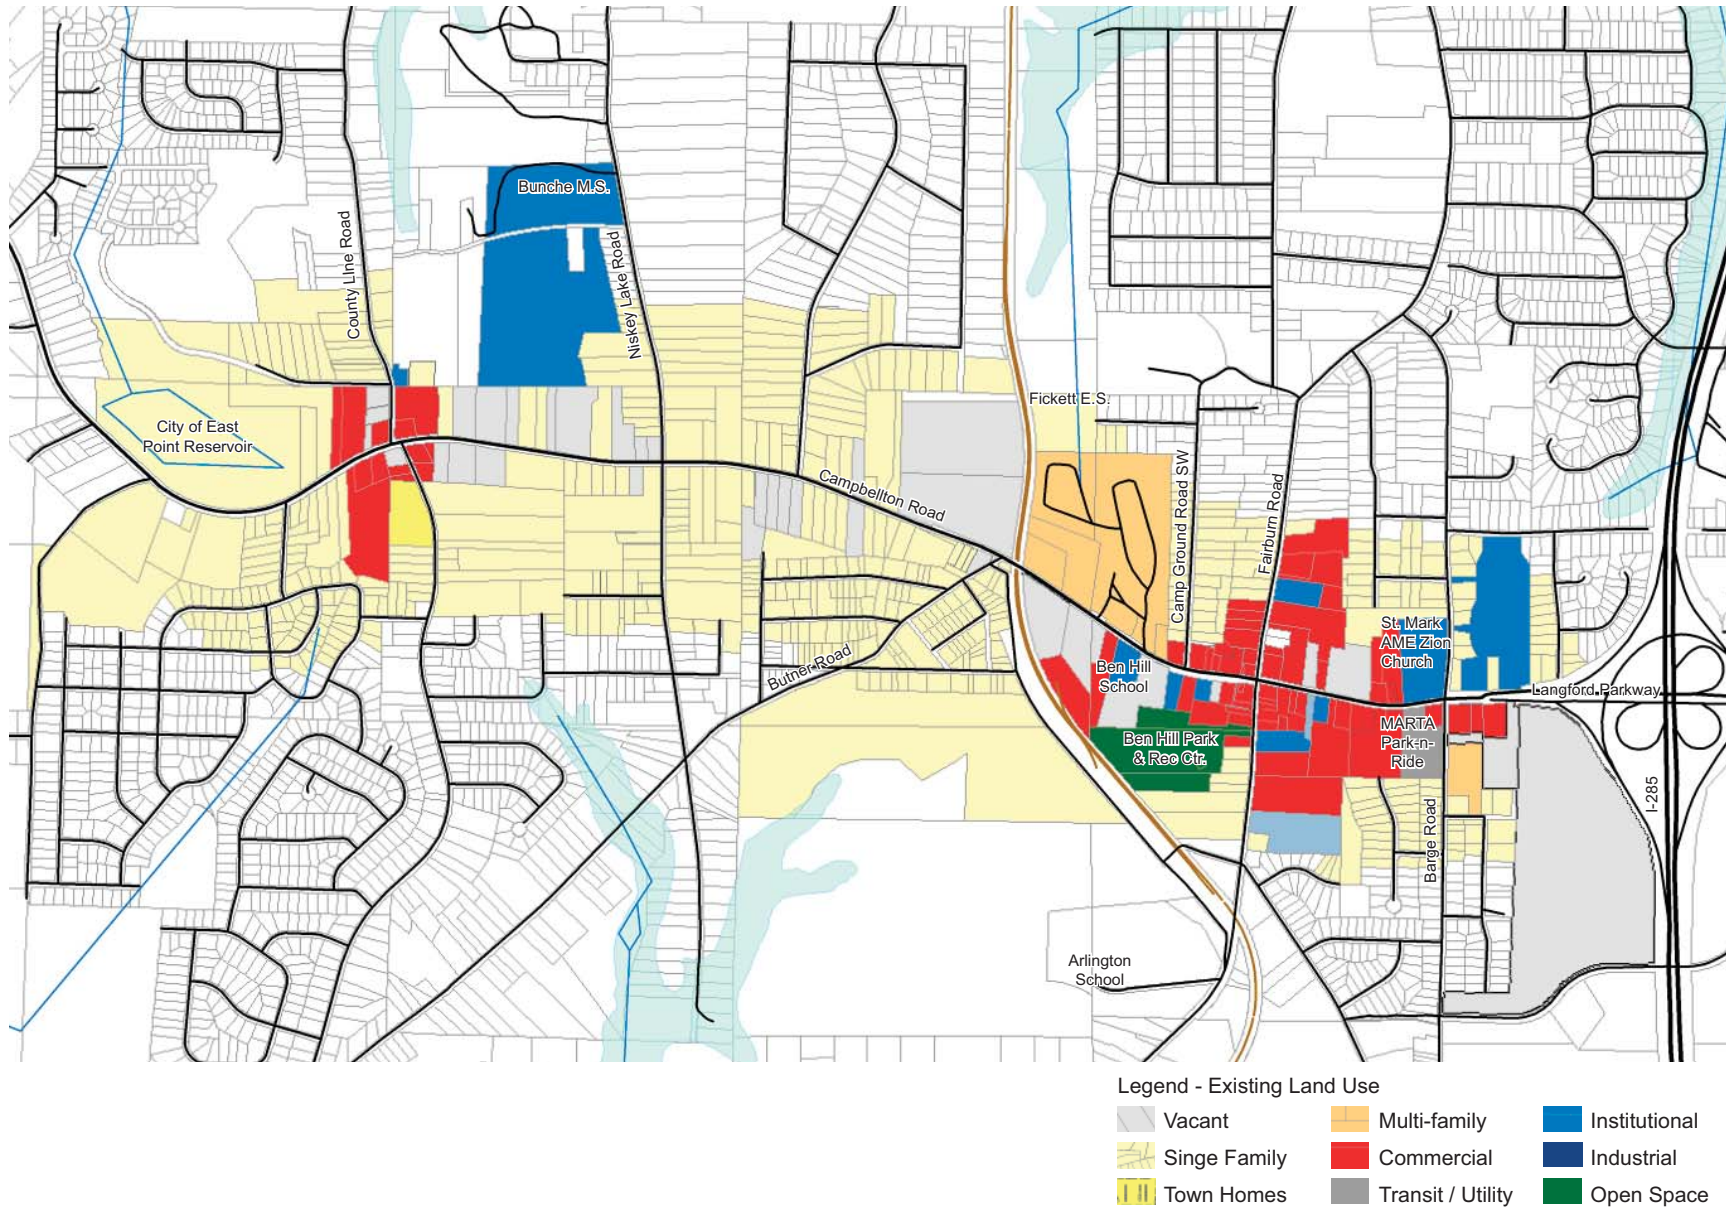 Bunche M.S.
County LIne Road
Niskey Lake Road
City of East
Point Reservoir
Fickett E.S.
Campbellton Road
Camp Ground Road SW
Fairburn Road
Butner Road
Ben Hill
School
St. Mark
AME Zion
Church
Langford Parkway
Ben Hill Park
& Rec Ctr.
MARTA
Park-n-
Ride
I-285
Barge Road
Arlington
School
Legend - Existing Land Use
Vacant
Multi-family
Institutional
Singe Family
Commercial
Industrial
Town Homes
Transit / Utility
Open Space